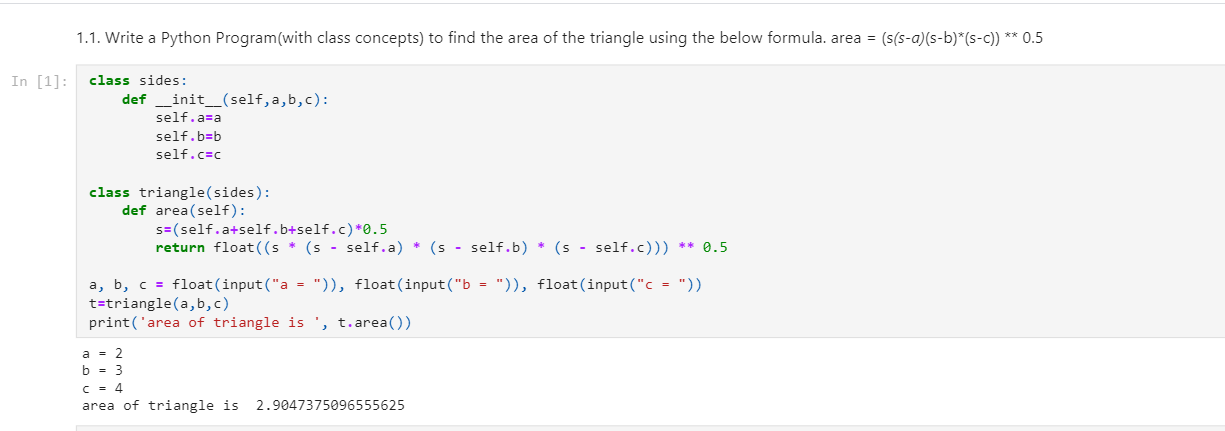 1.1. Write a Python Program(with class concepts) to find the area of the triangle using the below formula. area = (s(s-a)(s-b)*(s-c)) ** 0.5
In [1]:
class sides:
    def __init__(self,a,b,c):
        self.a=a
        self.b=b
        self.c=c

class triangle(sides):
    def area(self):
        s=(self.a+self.b+self.c)*0.5
        return float((s * (s - self.a) * (s - self.b) * (s - self.c))) ** 0.5

a, b, c = float(input("a = ")), float(input("b = ")), float(input("c = "))
t=triangle(a,b,c)
print('area of triangle is ', t.area())
a = 2
b = 3
c = 4
area of triangle is  2.9047375096555625